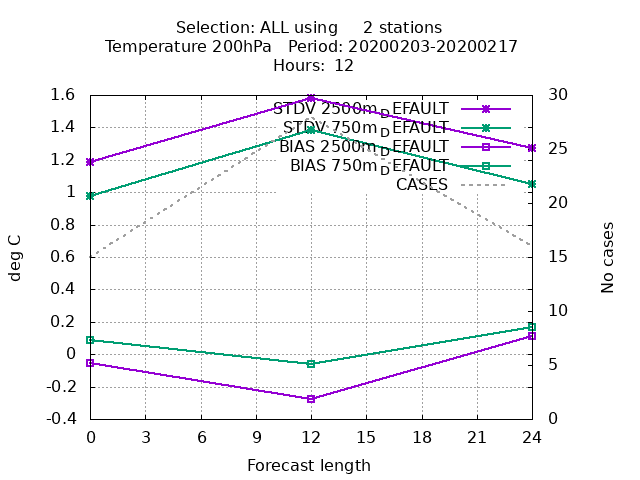 Selection: ALL using 2 stations
Temperature 200hPa Period: 20200203-20200217
Hours: 12
1.6
1.4
1.2
1
0.8
0.6
0.4
0.2
0
-0.2
-0.4
deg C
STDV 2500m_DEFAULT
STDV 750m_DEFAULT
BIAS 2500m_DEFAULT
BIAS 750m_DEFAULT
CASES
30
25
20
15
10
5
0
No cases
0 3 6 9 12 15 18 21 24
Forecast length